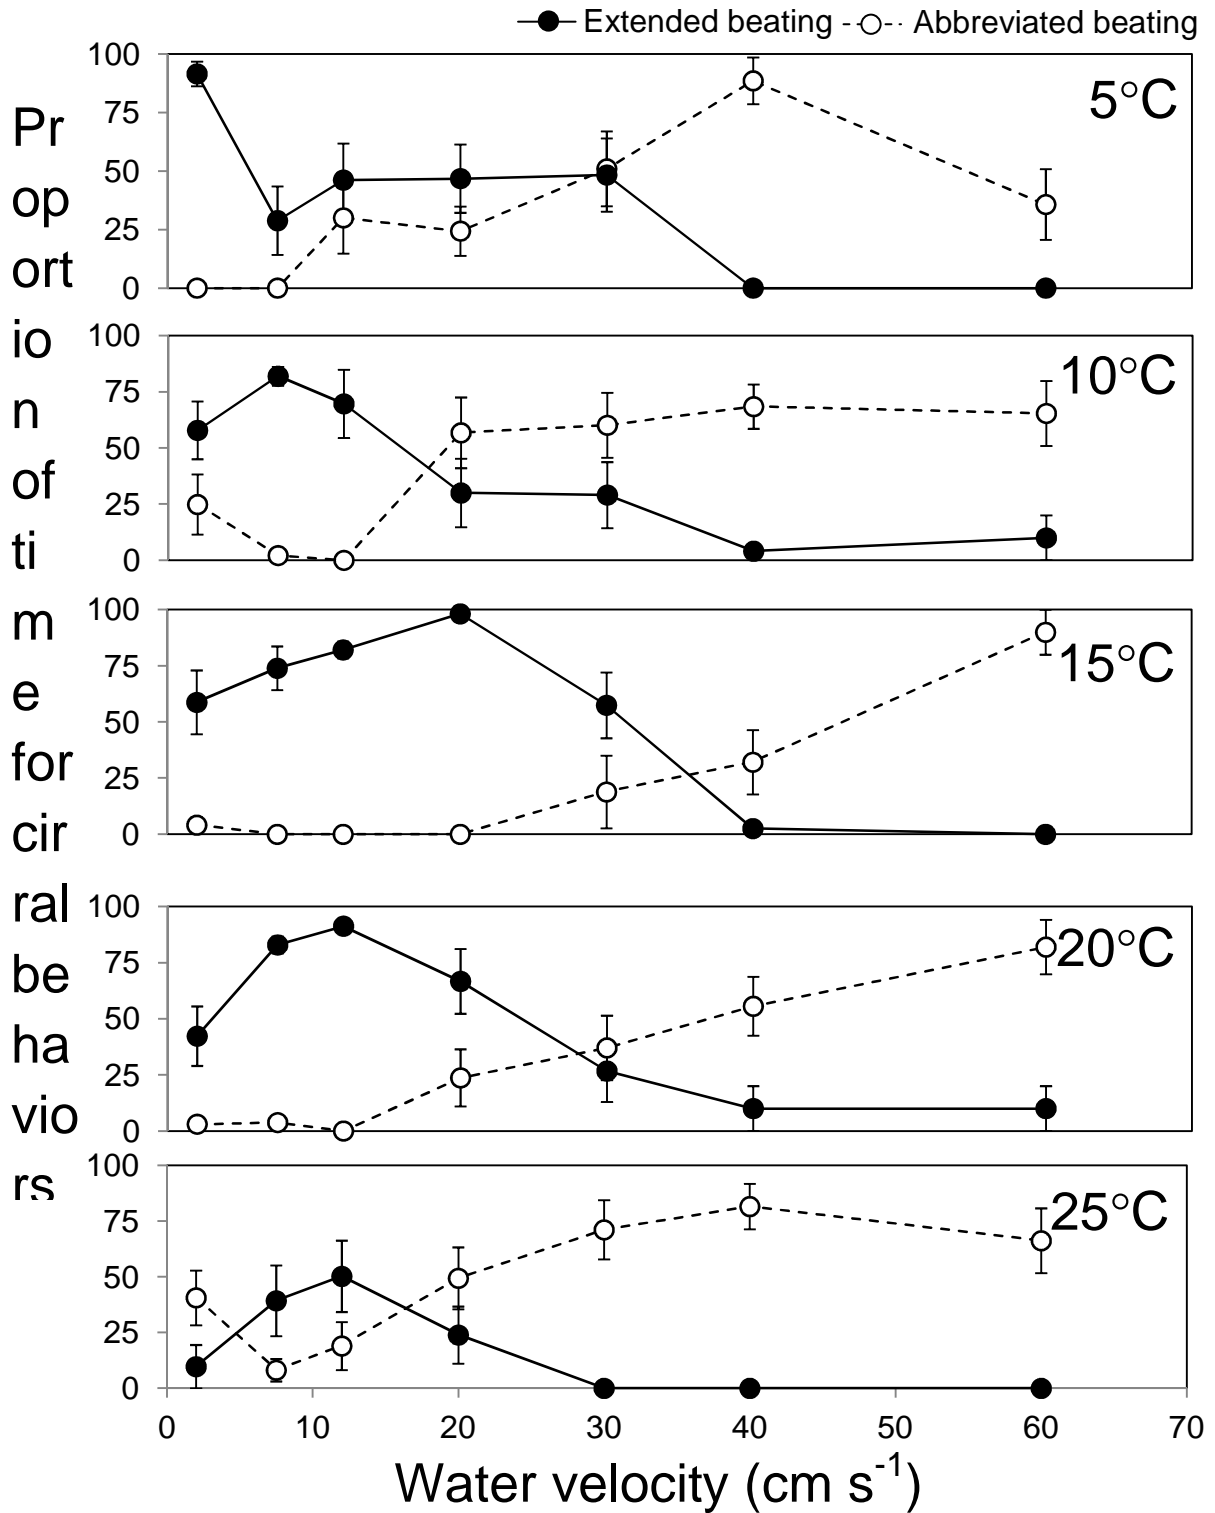 Extended beating Abbreviated beating
Pr
op
ort
io
n
of
ti
m
e
for
cir
ral
be
ha
vio
rs
100
75
50
25
0
5°C
100
75
50
25
0
10°C
100
75
50
25
0
15°C
100
75
50
25
0
20°C
100
75
50
25
0
25°C
0 10 20 30 40 50 60 70
Water velocity (cm s⁻¹)